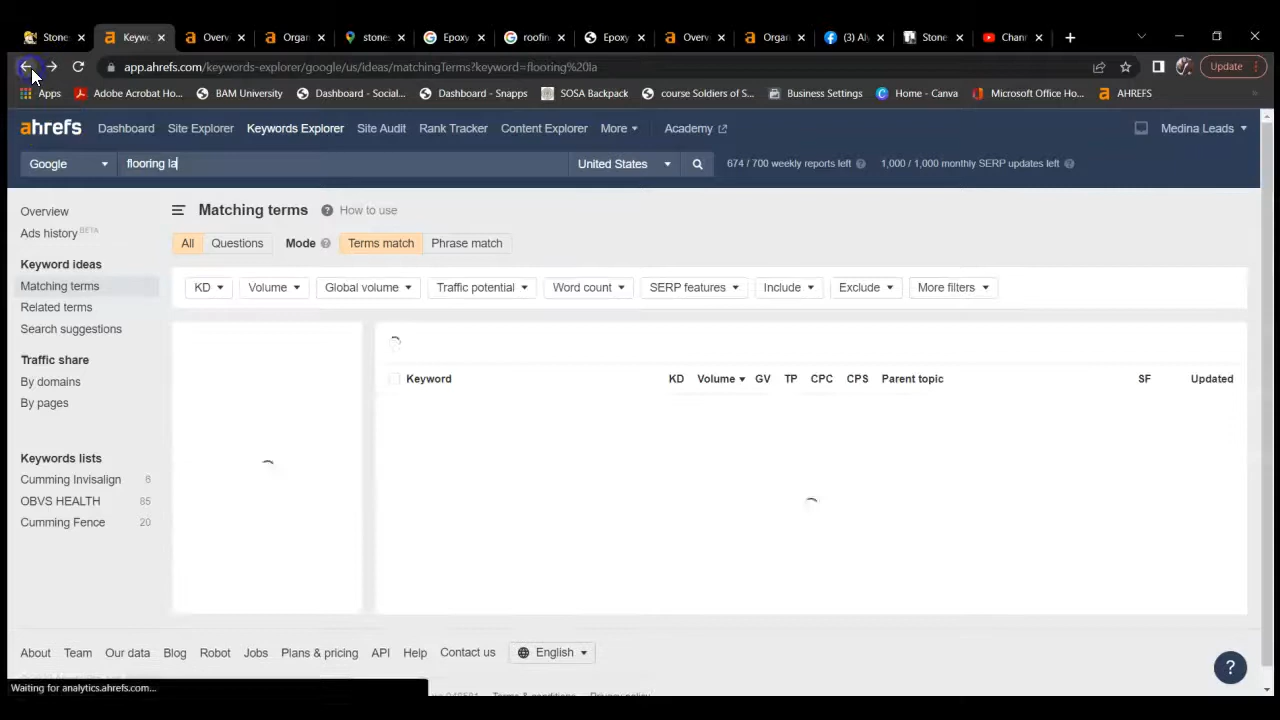 Stone:
Keywo
Overv
Organ
stones
Epoxy
roofin
Epoxy
Overv
Organ
(3) Al
Stone
Chann
app.ahrefs.com/keywords-explorer/google/us/ideas/matchingTerms?keyword=flooring%20la
Update
Apps
Adobe Acrobat Ho...
BAM University
Dashboard - Social...
Dashboard - Snapps
SOSA Backpack
course Soldiers of S...
Business Settings
Home - Canva
Microsoft Office Ho...
AHREFS
ahrefs
Dashboard
Site Explorer
Keywords Explorer
Site Audit
Rank Tracker
Content Explorer
More
Academy
Medina Leads
Google
flooring la
United States
674 / 700 weekly reports left
1,000 / 1,000 monthly SERP updates left
Overview
Ads history BETA
Keyword ideas
Matching terms
Related terms
Search suggestions
Traffic share
By domains
By pages
Keywords lists
Cumming Invisalign 6
OBVS HEALTH 85
Cumming Fence 20
Matching terms
How to use
All
Questions
Mode
Terms match
Phrase match
KD
Volume
Global volume
Traffic potential
Word count
SERP features
Include
Exclude
More filters
Keyword
KD
Volume
GV
TP
CPC
CPS
Parent topic
SF
Updated
About
Team
Our data
Blog
Robot
Jobs
Plans & pricing
API
Help
Contact us
English
?
Waiting for analytics.ahrefs.com...